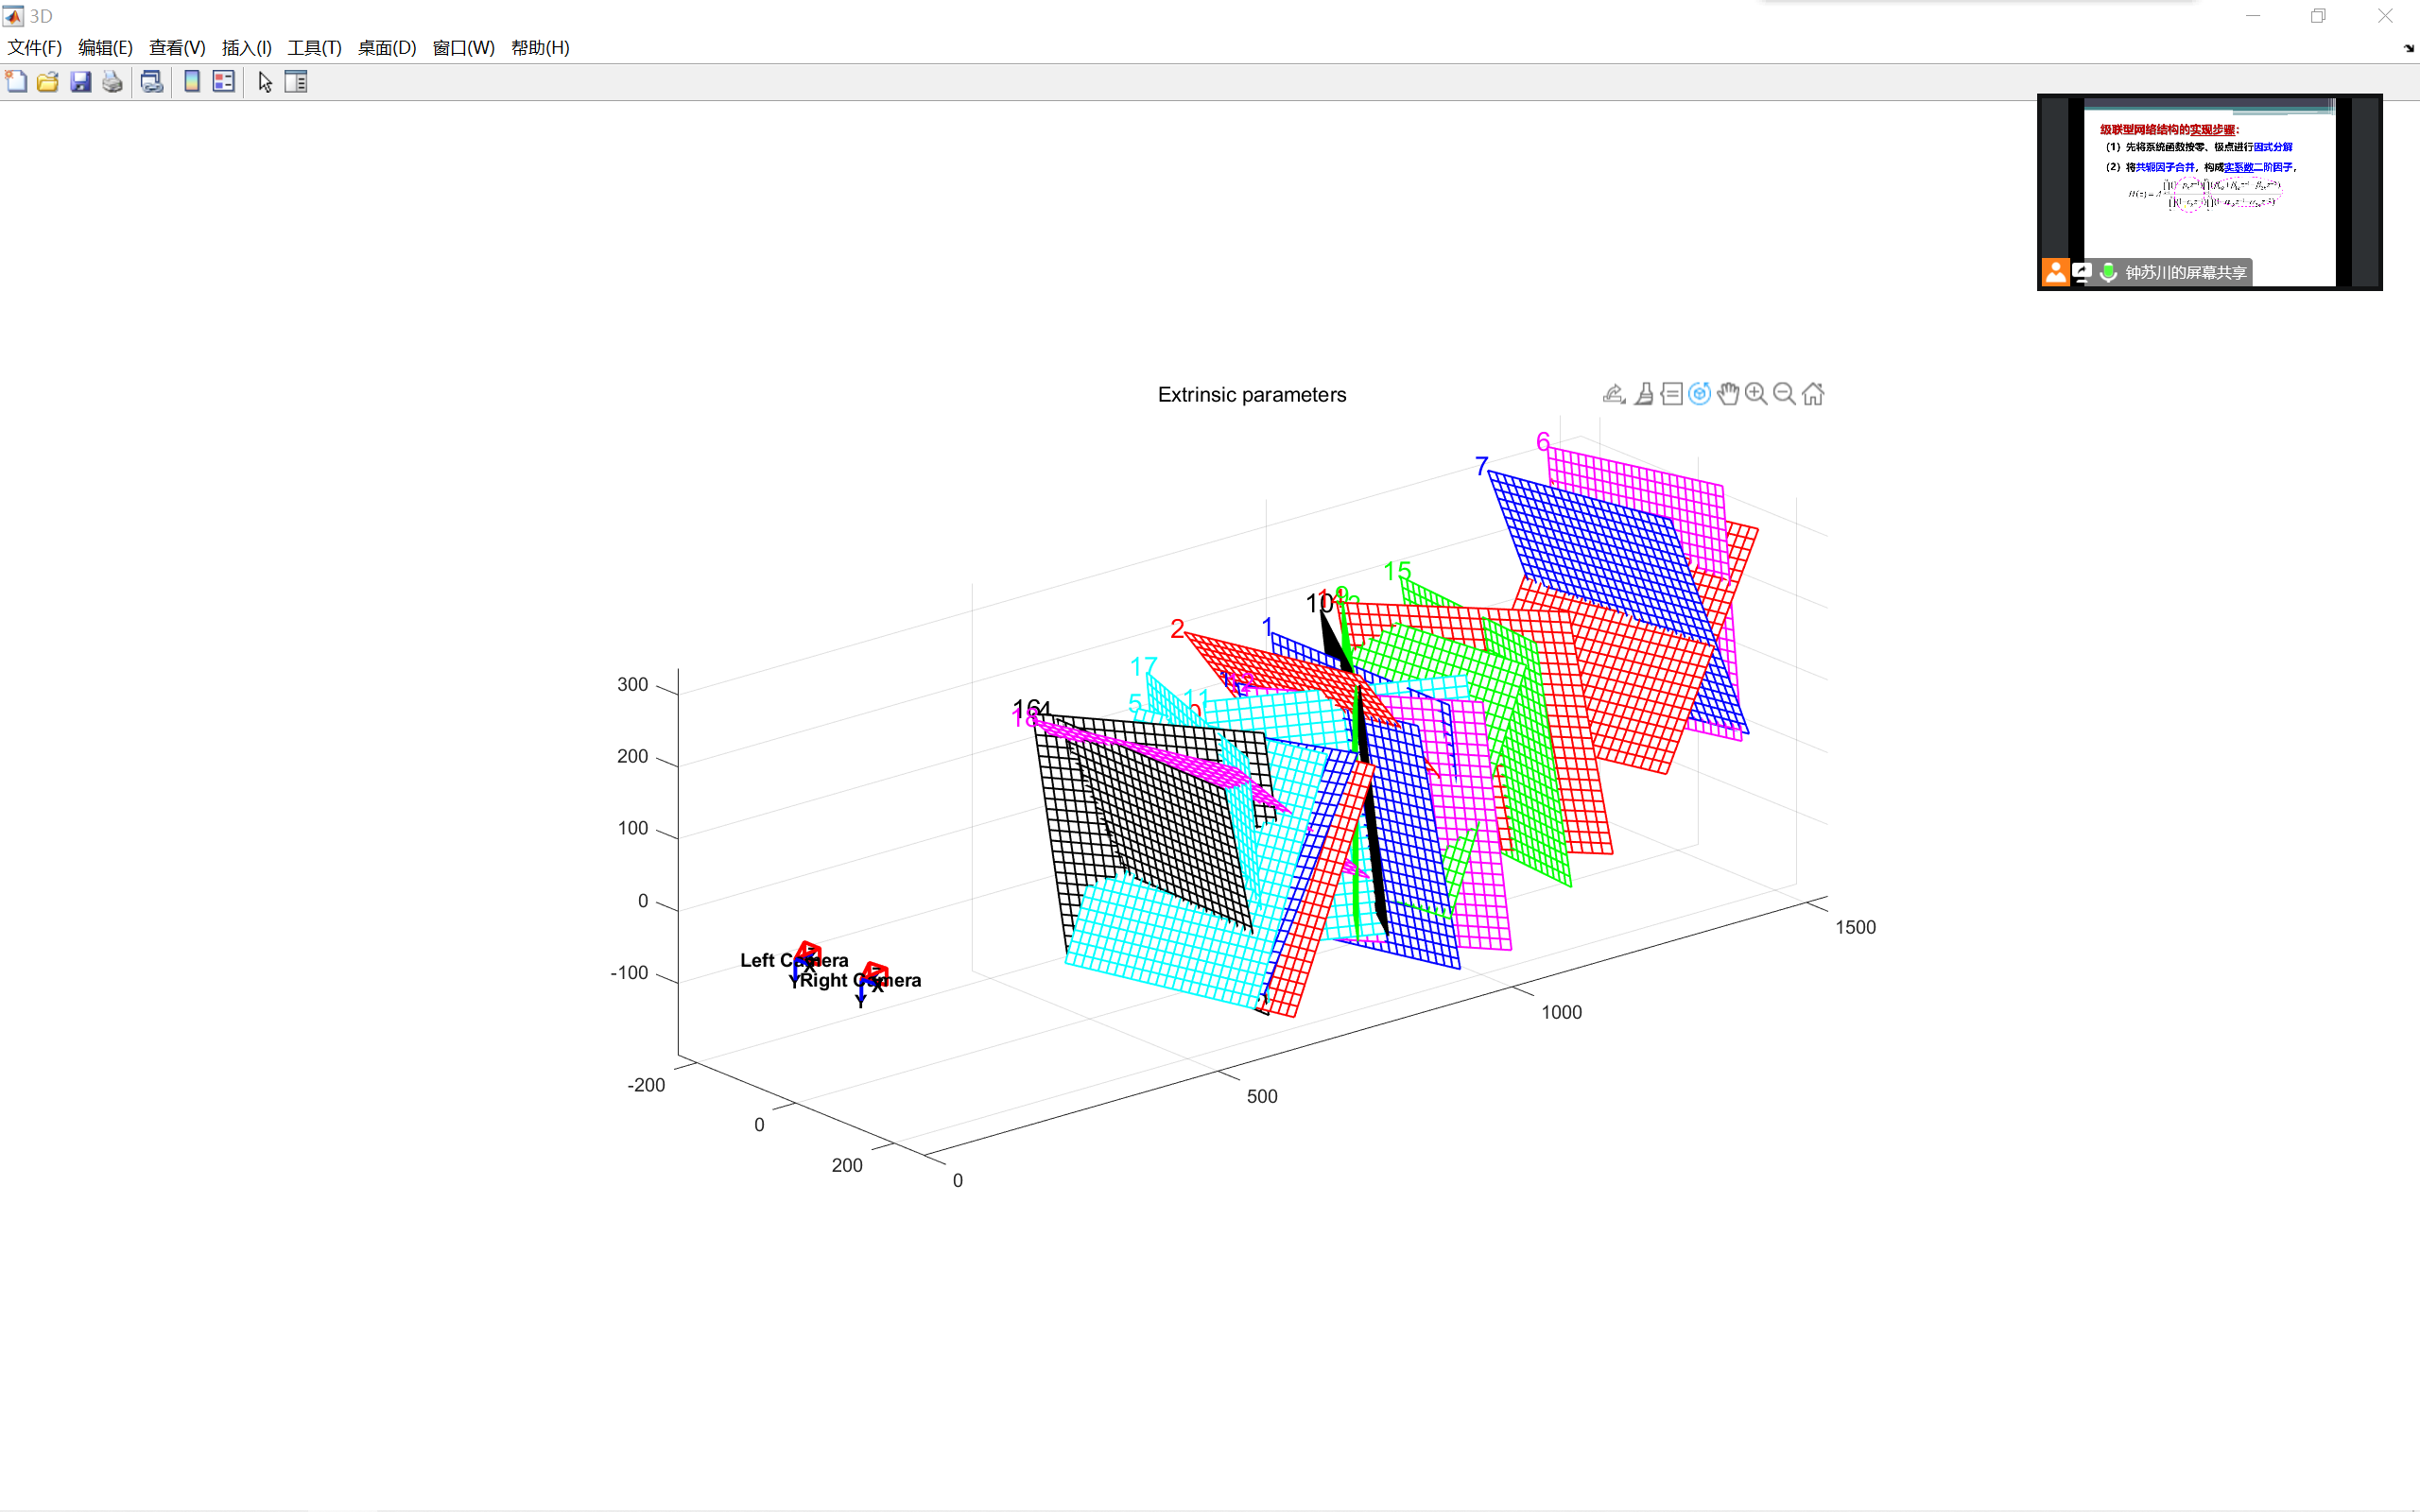 3D
文件(F) 编辑(E) 查看(V) 插入(I) 工具(T) 桌面(D) 窗口(W) 帮助(H)
级联型网络结构的实现步骤：
（1）先将系统函数按零、极点进行因式分解
（2）将共轭因子合并，构成实系数二阶因子，
钟苏川的屏幕共享
Extrinsic parameters
6
7
15
9
10
2
1
17
12
5
11
16
4
18
300
200
100
0
-100
Left Camera
Right Camera
X
Y
X
Y
-200
0
200
0
500
1000
1500